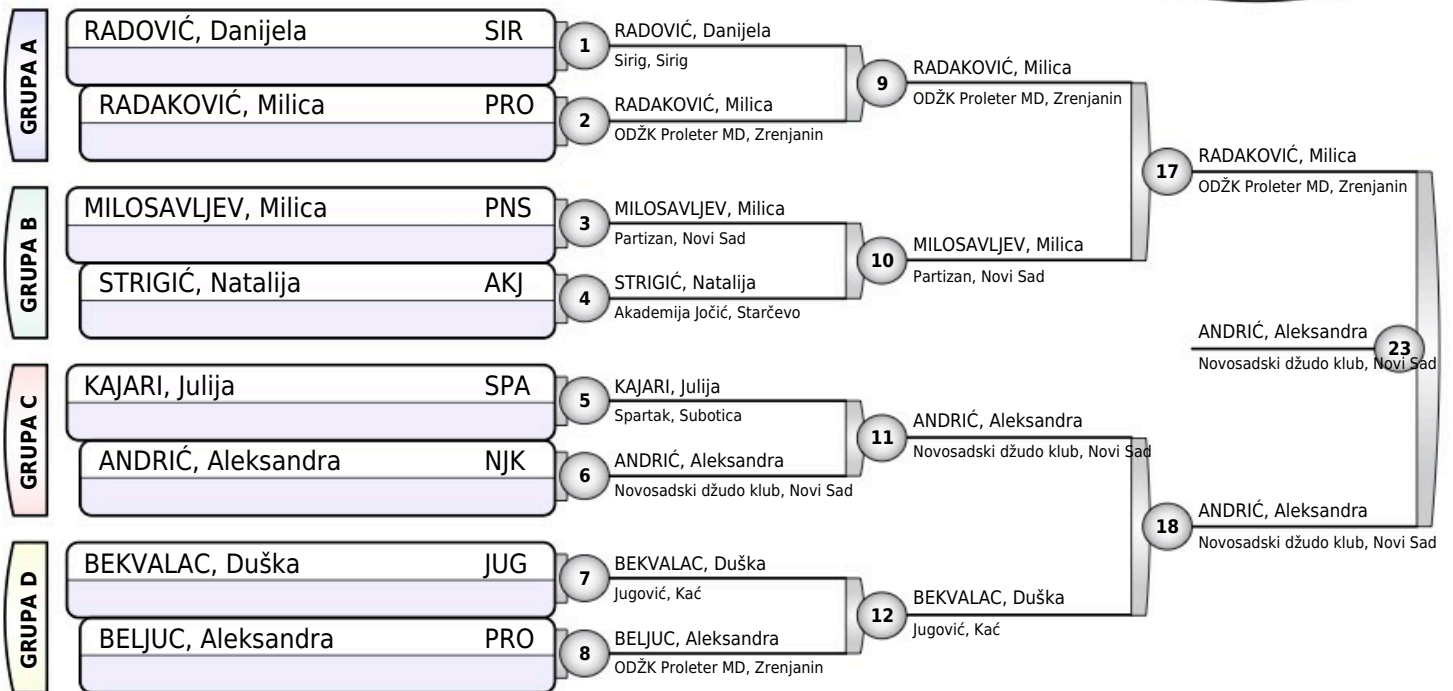 GRUPA A
RADOVIĆ, Danijela SIR
RADAKOVIĆ, Milica PRO
1
RADOVIĆ, Danijela
Sirig, Sirig
2
RADAKOVIĆ, Milica
ODŽK Proleter MD, Zrenjanin
9
RADAKOVIĆ, Milica
ODŽK Proleter MD, Zrenjanin
GRUPA B
MILOSAVLJEV, Milica PNS
STRIGIĆ, Natalija AKJ
3
MILOSAVLJEV, Milica
Partizan, Novi Sad
4
STRIGIĆ, Natalija
Akademija Jočić, Starčevo
10
MILOSAVLJEV, Milica
Partizan, Novi Sad
17
RADAKOVIĆ, Milica
ODŽK Proleter MD, Zrenjanin
GRUPA C
KAJARI, Julija SPA
ANDRIĆ, Aleksandra NJK
5
KAJARI, Julija
Spartak, Subotica
6
ANDRIĆ, Aleksandra
Novosadski džudo klub, Novi Sad
11
ANDRIĆ, Aleksandra
Novosadski džudo klub, Novi Sad
GRUPA D
BEKVALAC, Duška JUG
BELJUC, Aleksandra PRO
7
BEKVALAC, Duška
Jugović, Kać
8
BELJUC, Aleksandra
ODŽK Proleter MD, Zrenjanin
12
BEKVALAC, Duška
Jugović, Kać
18
ANDRIĆ, Aleksandra
Novosadski džudo klub, Novi Sad
ANDRIĆ, Aleksandra
23
Novosadski džudo klub, Novi Sad